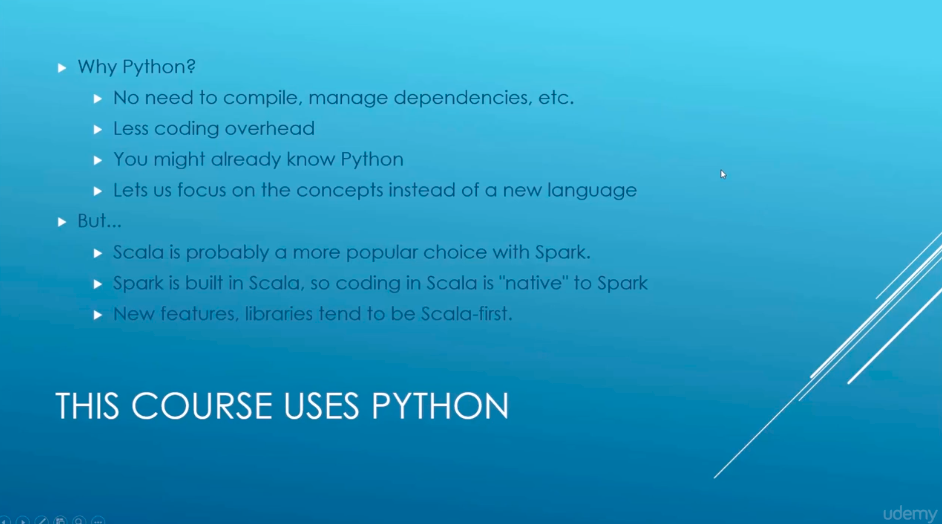 Why Python?
No need to compile, manage dependencies, etc.
Less coding overhead
You might already know Python
Lets us focus on the concepts instead of a new language
But...
Scala is probably a more popular choice with Spark.
Spark is built in Scala, so coding in Scala is "native" to Spark
New features, libraries tend to be Scala-first.
THIS COURSE USES PYTHON
udemy